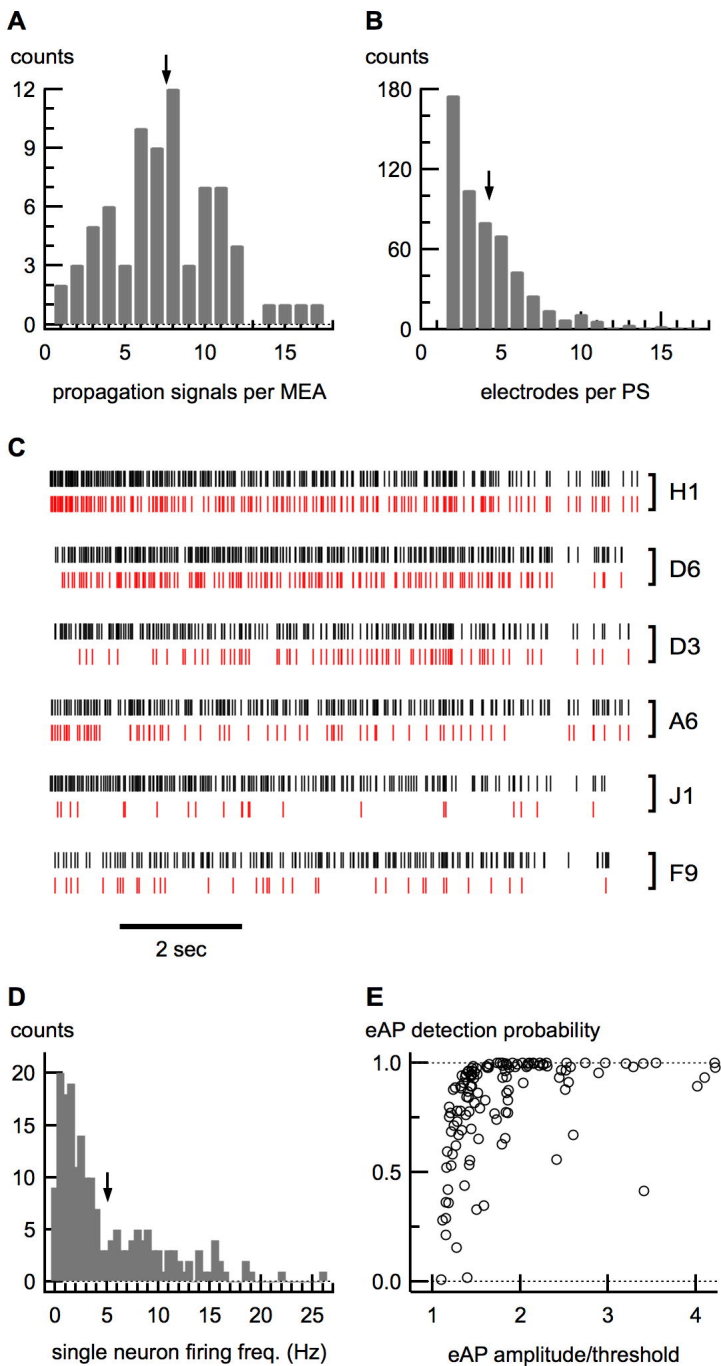 A
counts
12
9
6
3
0
0 5 10 15
propagation signals per MEA
B
counts
180
120
60
0
0 5 10 15
electrodes per PS
C
H1
D6
D3
A6
J1
F9
2 sec
D
counts
20
15
10
5
0
0 5 10 15 20 25
single neuron firing freq. (Hz)
E
eAP detection probability
1.0
0.5
0.0
1 2 3 4
eAP amplitude/threshold